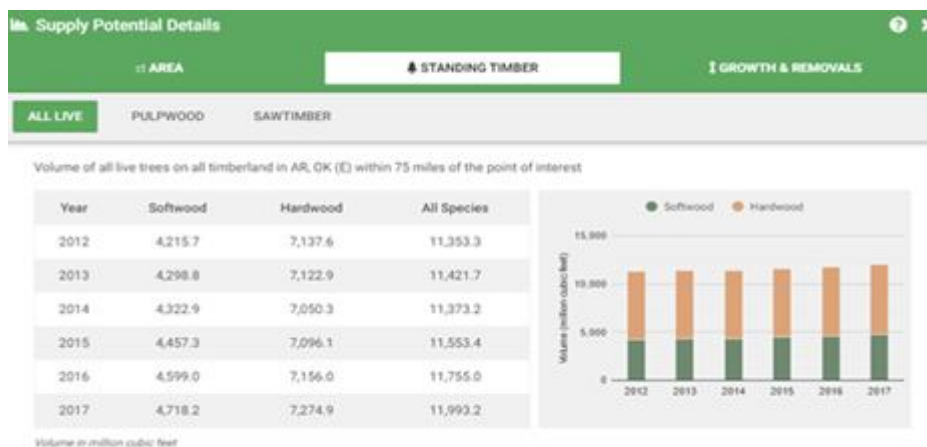 Supply Potential Details
AREA
STANDING TIMBER
GROWTH & REMOVALS
ALL LIVE PULPWOOD SAWTIMBER
Volume of all live trees on all timberland in AR, OK (E) within 75 miles of the point of interest
Year Softwood Hardwood All Species
2012 4,215.7 7,137.6 11,353.3
2013 4,298.8 7,122.9 11,421.7
2014 4,322.9 7,050.3 11,373.2
2015 4,457.3 7,096.1 11,553.4
2016 4,599.0 7,156.0 11,755.0
2017 4,718.2 7,274.9 11,993.2
Volume in million cubic feet
Softwood Hardwood
Volume (million cubic feet)
15,000
10,000
5,000
0
2012 2013 2014 2015 2016 2017